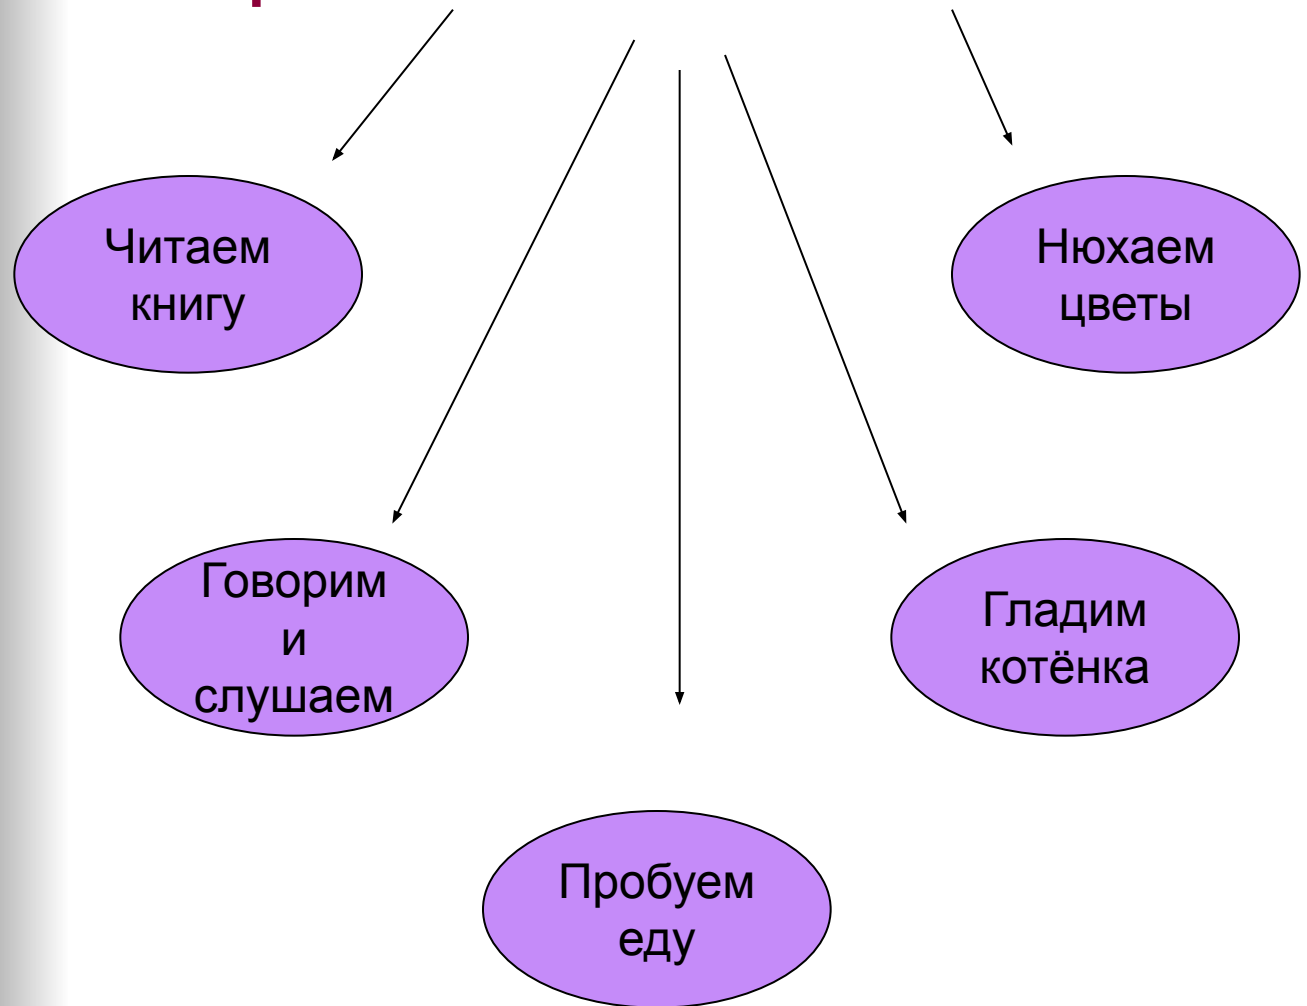 Читаем
книгу
Нюхаем
цветы
Говорим
и
слушаем
Гладим
котёнка
Пробуем
еду